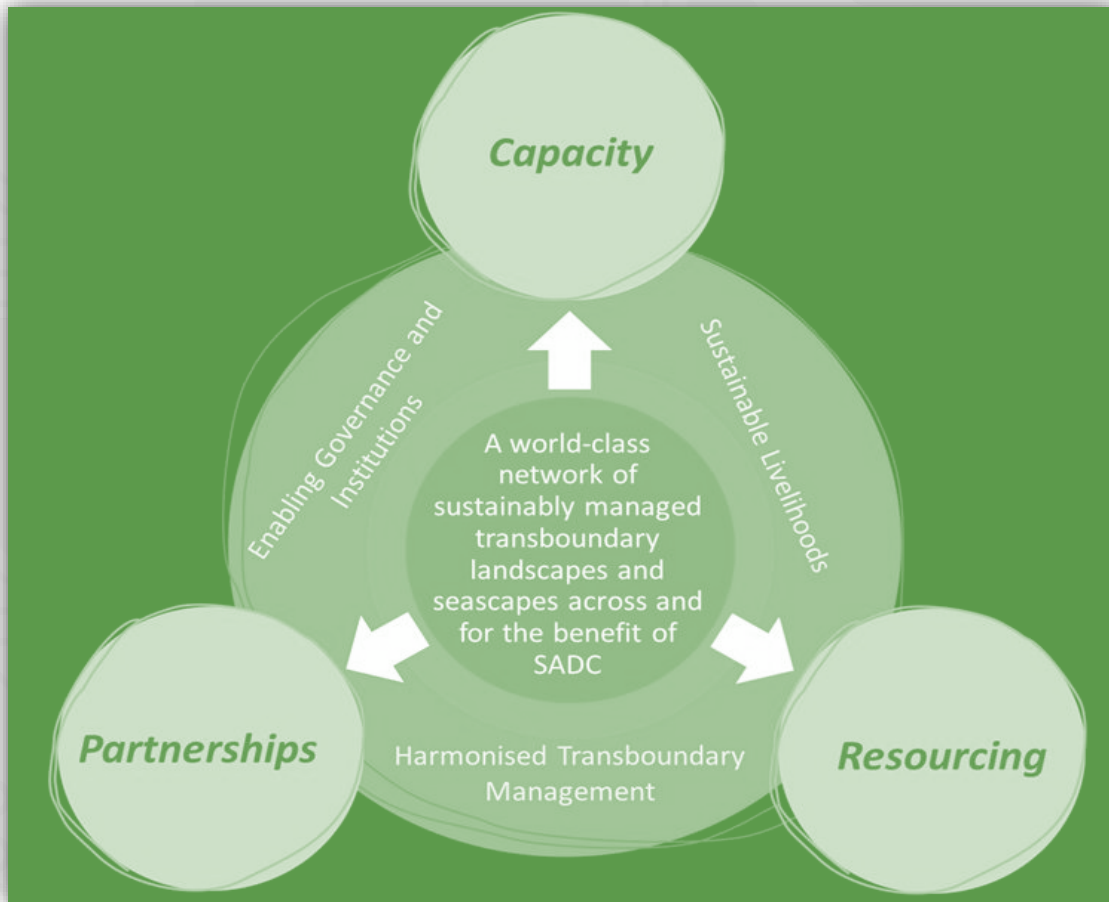 Capacity
Enabling Governance and
Institutions
Sustainable Livelihoods
A world-class
network of
sustainably managed
transboundary
landscapes and
seascapes across and
for the benefit of
SADC
Partnerships
Harmonised Transboundary
Management
Resourcing